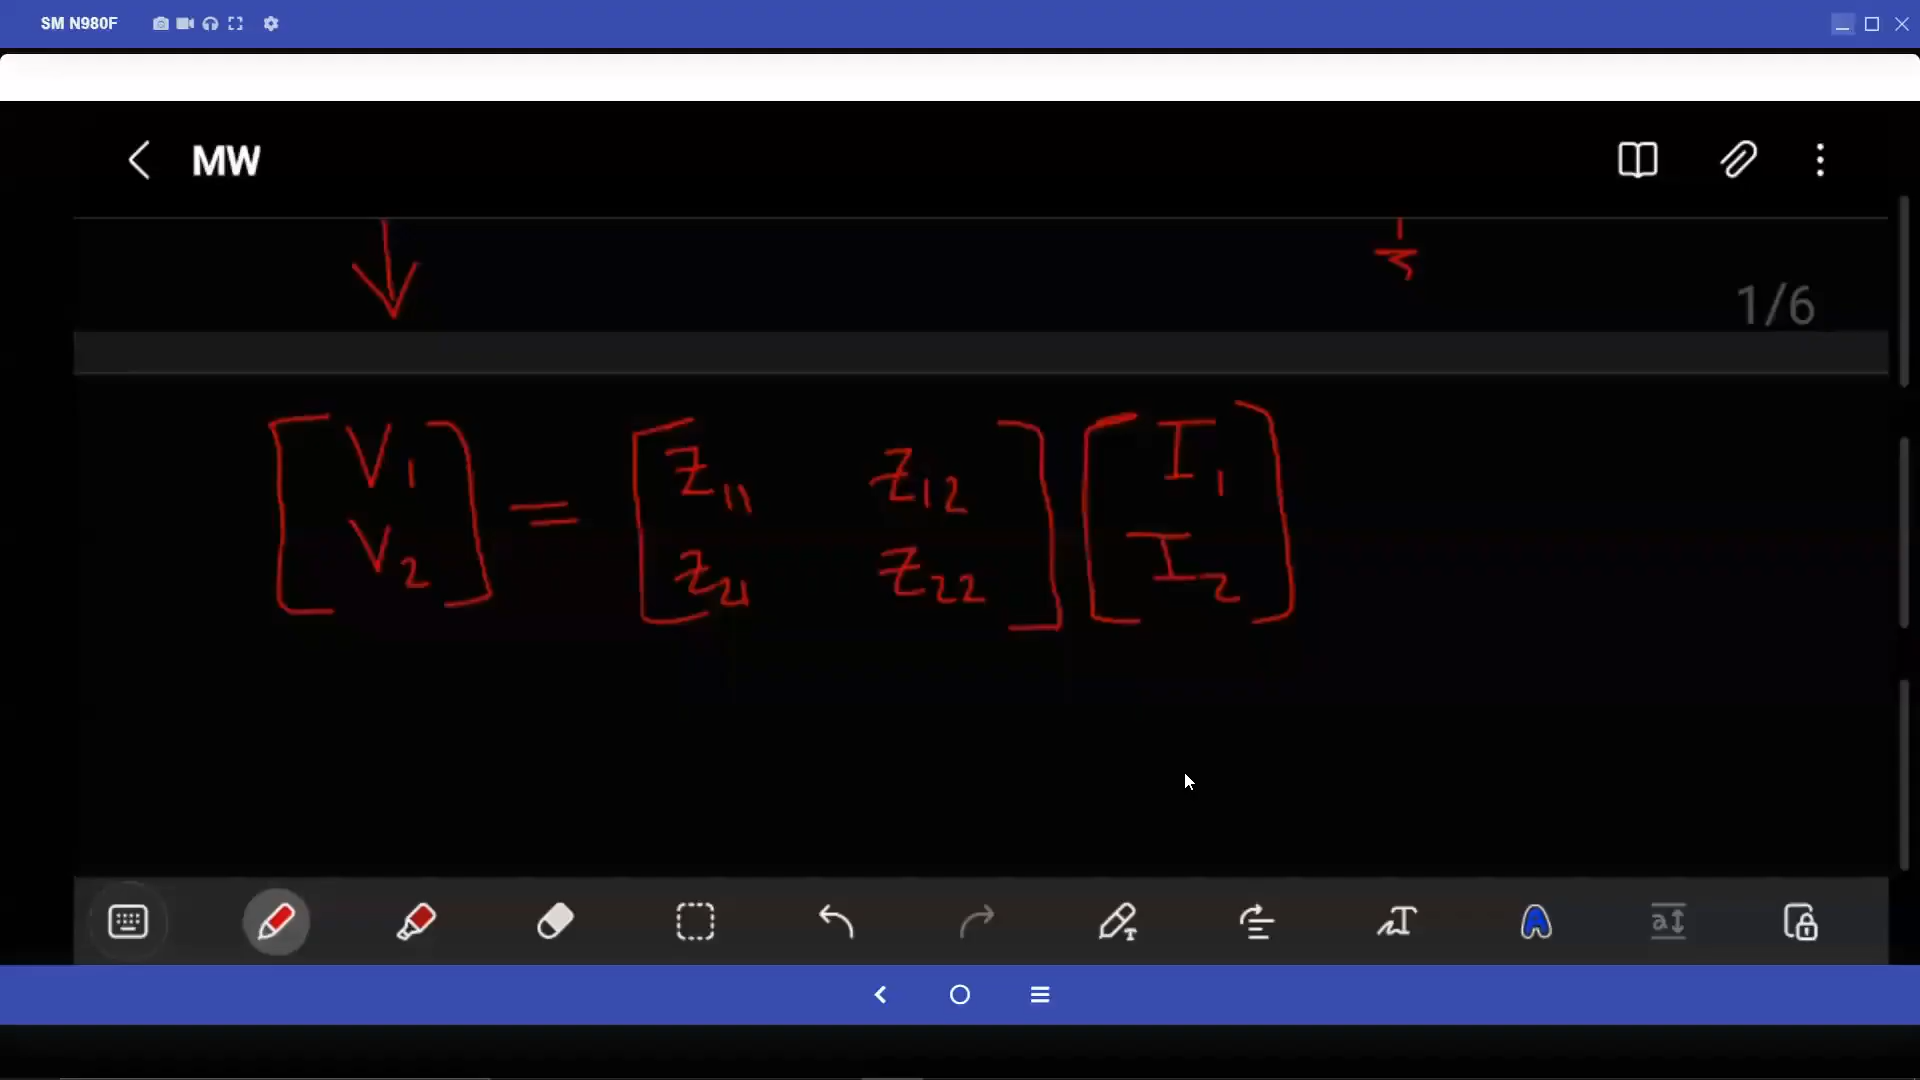 SM N980F
MW
1/6
[V1 V2] = [Z11 Z12 Z21 Z22] [I1 I2]